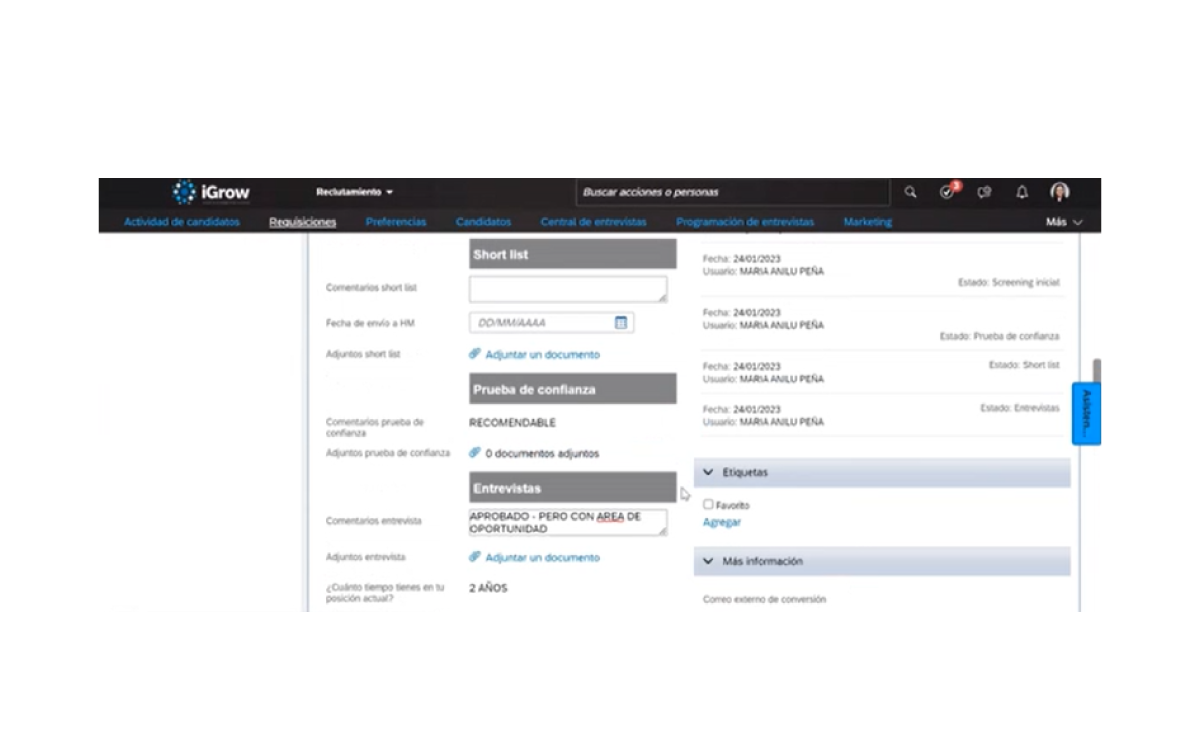 iGrow
Reclutamiento
Buscar acciones o personas
3
Actividad de candidatos
Requisiciones
Preferencias
Candidatos
Central de entrevistas
Programación de entrevistas
Marketing
Más
Short list
Comentarios short list
Fecha de envío a HM
DD/MM/AAAA
Adjuntos short list
Adjuntar un documento
Prueba de confianza
Comentarios prueba de
confianza
RECOMENDABLE
Adjuntos prueba de confianza
0 documentos adjuntos
Entrevistas
Comentarios entrevista
APROBADO - PERO CON AREA DE
OPORTUNIDAD
Adjuntos entrevista
Adjuntar un documento
¿Cuánto tiempo tienes en tu
posición actual?
2 AÑOS
Fecha: 24/01/2023
Usuario: MARIA ANILU PEÑA
Estado: Screening inicial
Fecha: 24/01/2023
Usuario: MARIA ANILU PEÑA
Estado: Prueba de confianza
Fecha: 24/01/2023
Usuario: MARIA ANILU PEÑA
Estado: Short list
Fecha: 24/01/2023
Usuario: MARIA ANILU PEÑA
Estado: Entrevistas
Etiquetas
Favorito
Agregar
Más información
Correo externo de conversión
Asisten...